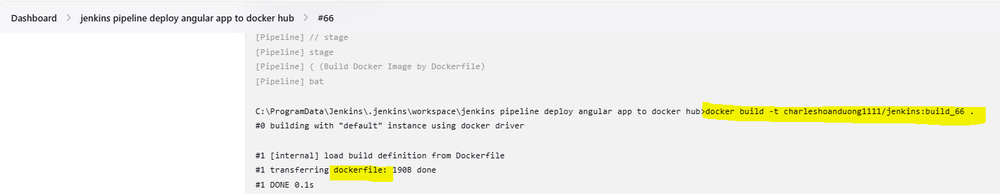 Dashboard > jenkins pipeline deploy angular app to docker hub > #66
[Pipeline] // stage
[Pipeline] stage
[Pipeline] { (Build Docker Image by Dockerfile)
[Pipeline] bat
C:\ProgramData\Jenkins\.jenkins\workspace\jenkins pipeline deploy angular app to docker hub>docker build -t charleshoanduong1111/jenkins:build_66 .
#0 building with "default" instance using docker driver
#1 [internal] load build definition from Dockerfile
#1 transferring dockerfile: 190B done
#1 DONE 0.1s